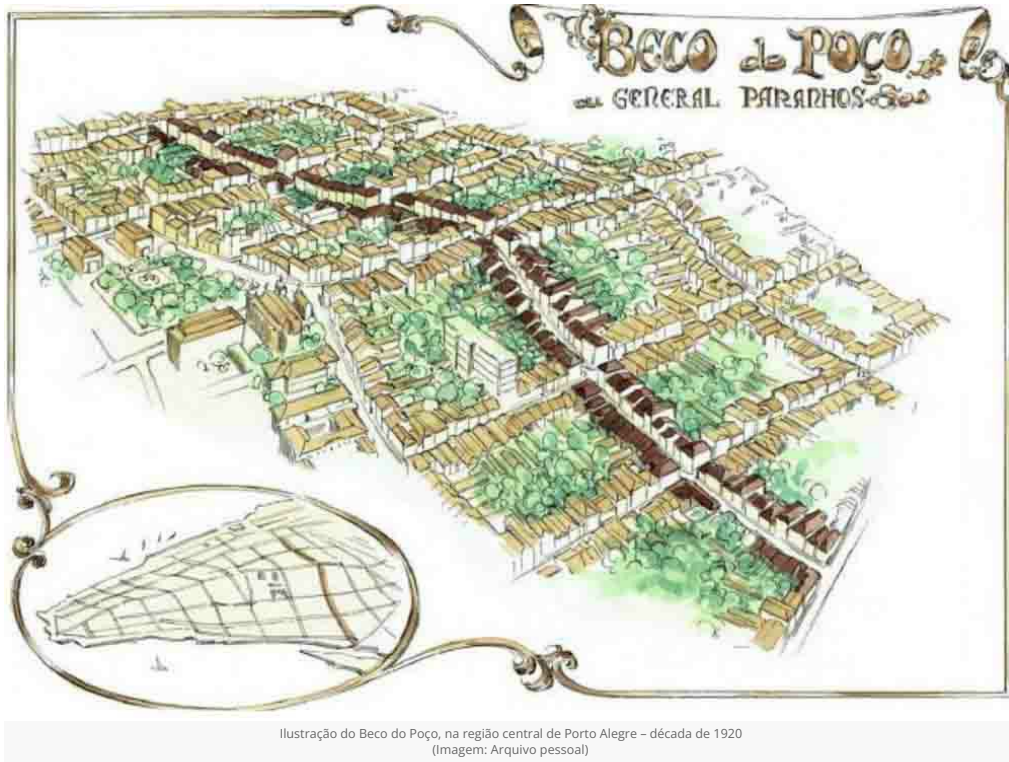 BECO do POÇO
ou GENERAL PARANHOS
Ilustração do Beco do Poço, na região central de Porto Alegre – década de 1920
(Imagem: Arquivo pessoal)